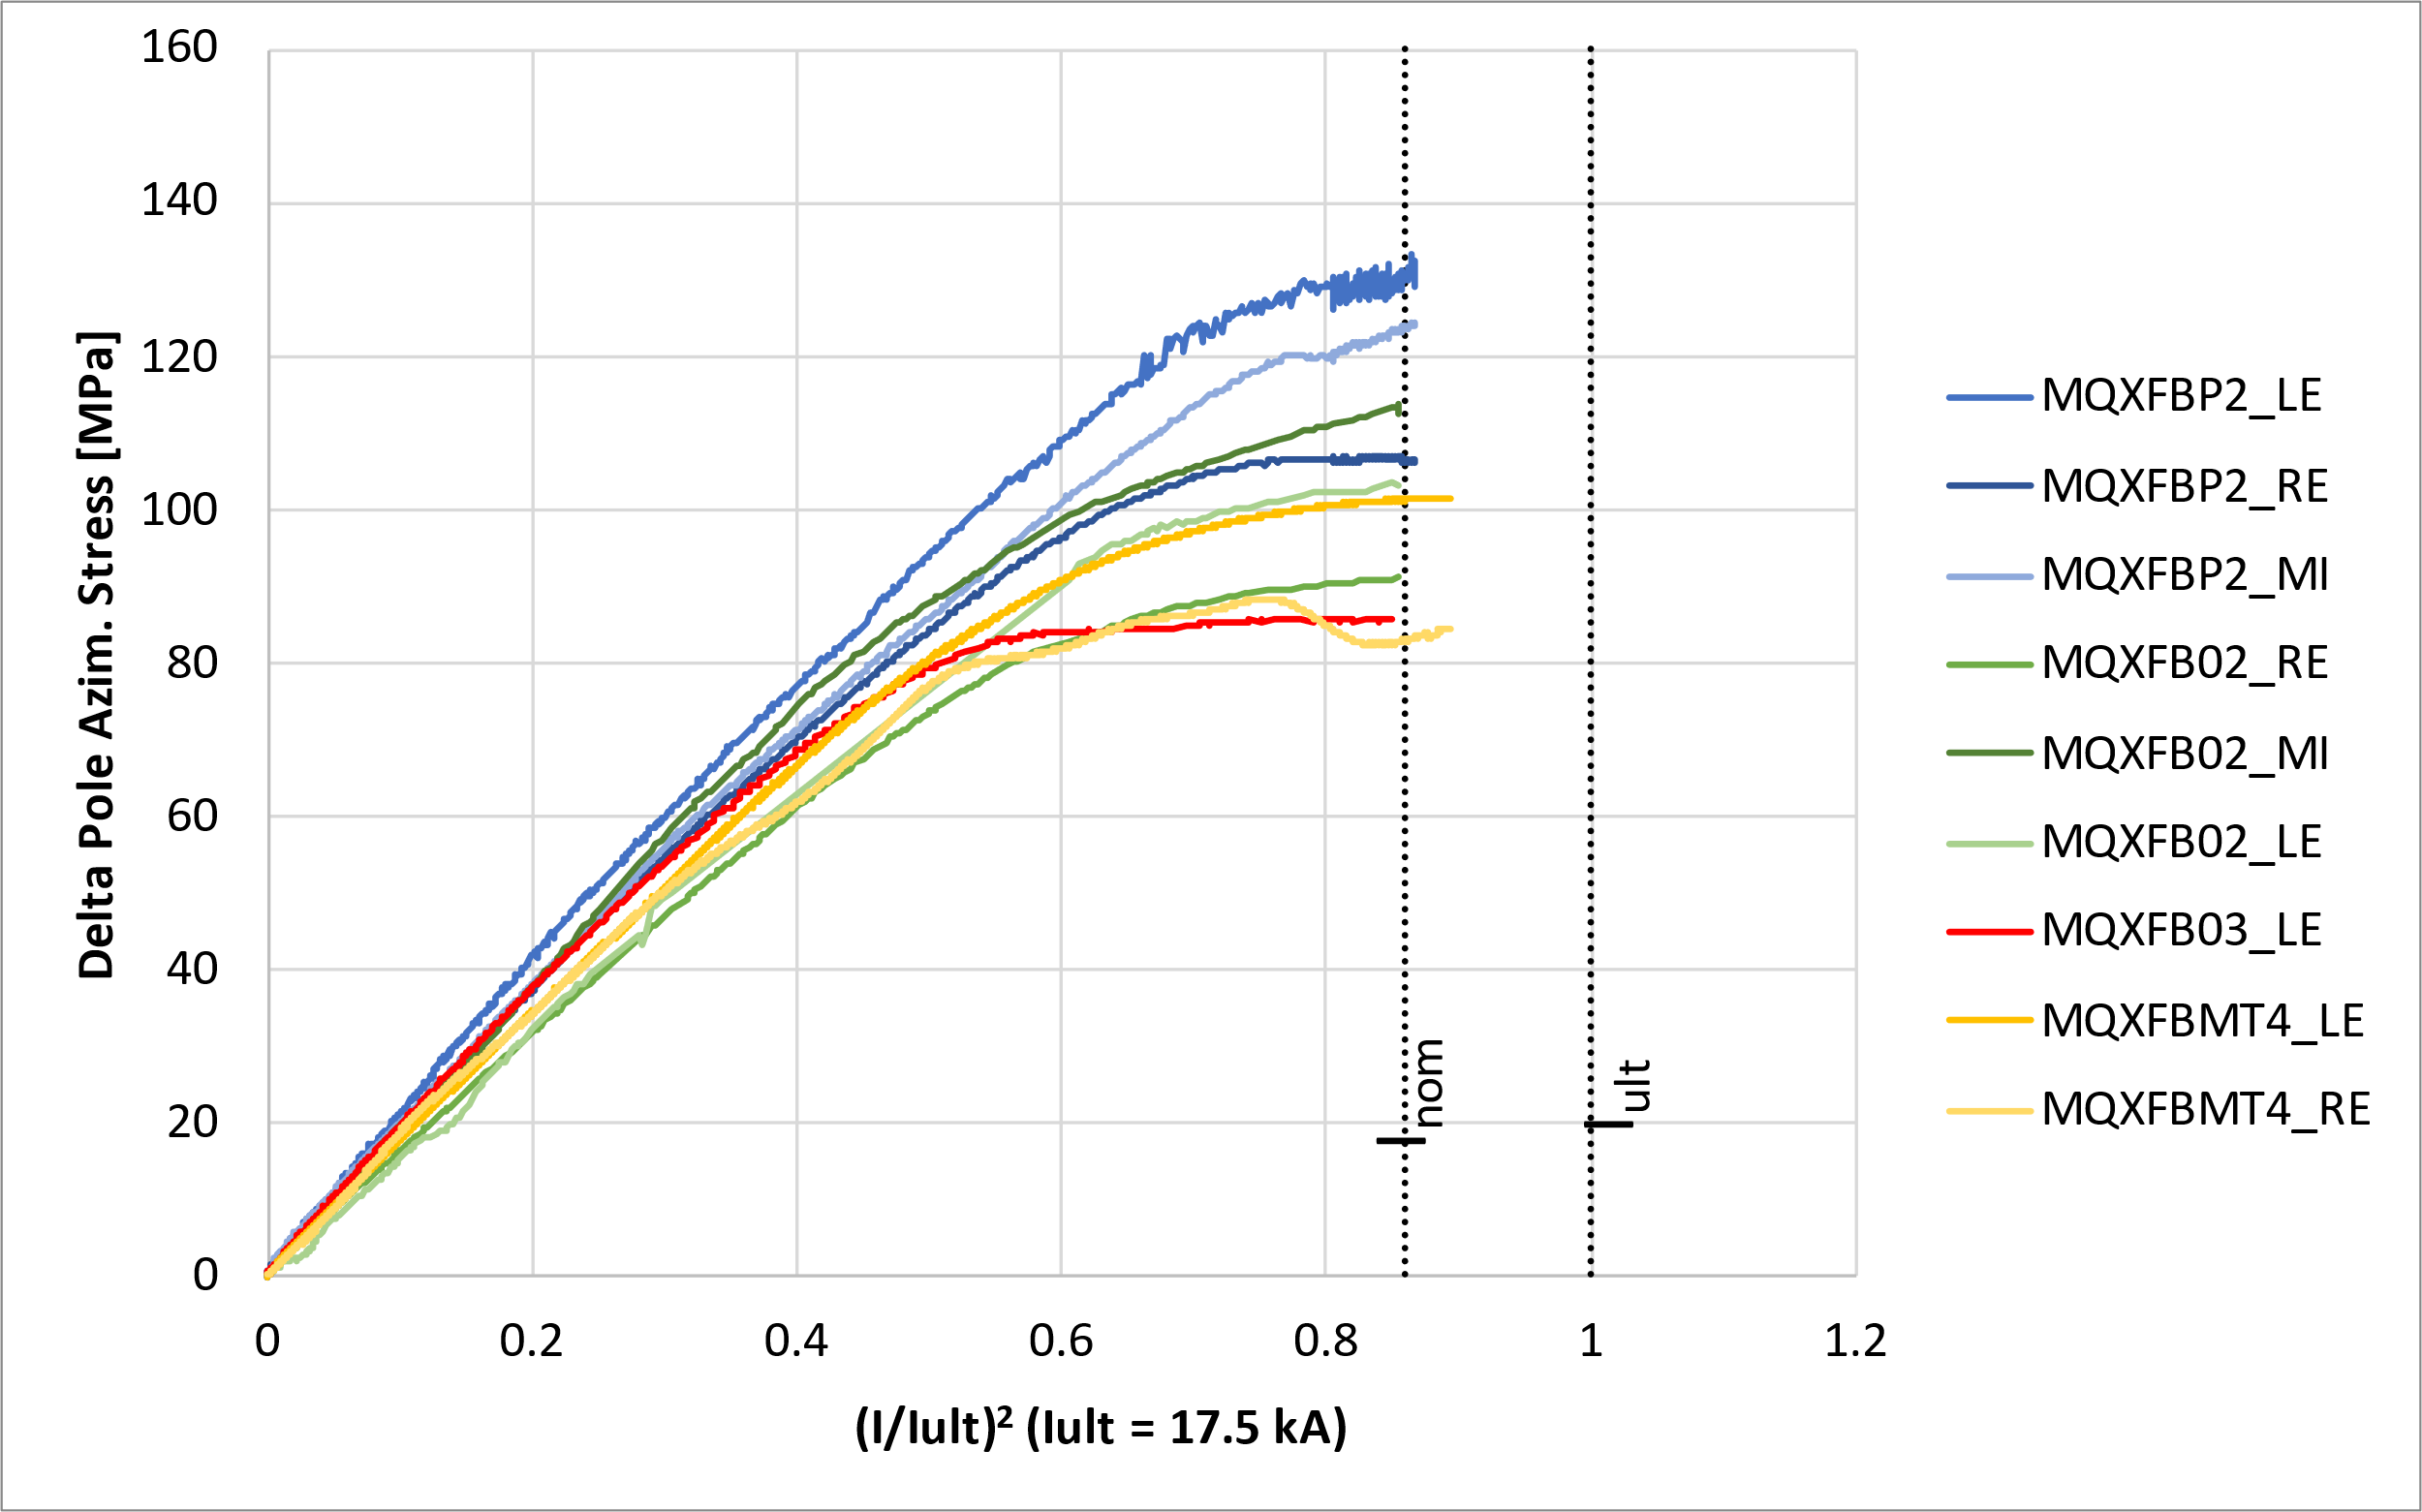 160
140
120
100
80
60
40
20
0
Delta Pole Azim. Stress [MPa]
0
0.2
0.4
0.6
0.8
1
1.2
(I/Iult)² (Iult = 17.5 kA)
Inom
Iult
MQXFBP2_LE
MQXFBP2_RE
MQXFBP2_MI
MQXFB02_RE
MQXFB02_MI
MQXFB02_LE
MQXFB03_LE
MQXFBMT4_LE
MQXFBMT4_RE